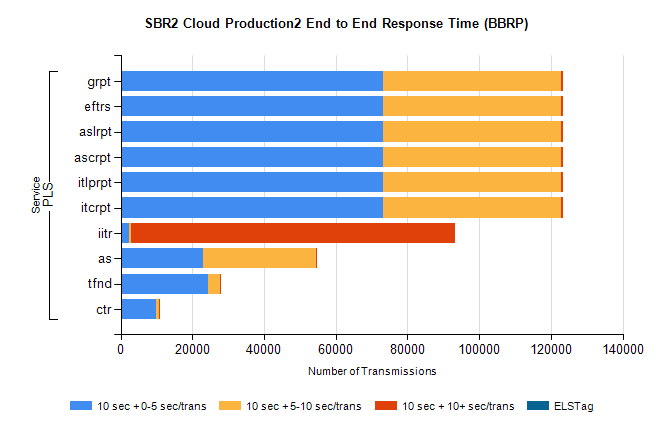 SBR2 Cloud Production2 End to End Response Time (BBRP)
grpt
eftrs
aslrpt
ascrpt
itlprpt
itcrpt
iitr
as
tfnd
ctr
Service
PLS
0 20000 40000 60000 80000 100000 120000 140000
Number of Transmissions
10 sec +0-5 sec/trans 10 sec +5-10 sec/trans 10 sec + 10+ sec/trans ELSTag